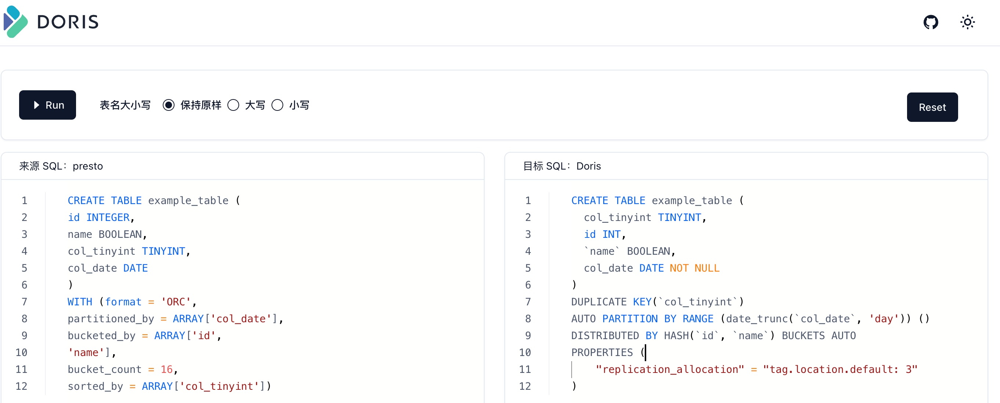 DORIS
Run 表名大小写 保持原样 大写 小写 Reset
来源 SQL：presto
1 CREATE TABLE example_table (
2 id INTEGER,
3 name BOOLEAN,
4 col_tinyint TINYINT,
5 col_date DATE
6 )
7 WITH (format = 'ORC',
8 partitioned_by = ARRAY['col_date'],
9 bucketed_by = ARRAY['id',
10 'name'],
11 bucket_count = 16,
12 sorted_by = ARRAY['col_tinyint'])
目标 SQL：Doris
1 CREATE TABLE example_table (
2   col_tinyint TINYINT,
3   id INT,
4   `name` BOOLEAN,
5   col_date DATE NOT NULL
6 )
7 DUPLICATE KEY(`col_tinyint`)
8 AUTO PARTITION BY RANGE (date_trunc(`col_date`, 'day')) ()
9 DISTRIBUTED BY HASH(`id`, `name`) BUCKETS AUTO
10 PROPERTIES (
11     "replication_allocation" = "tag.location.default: 3"
12 )